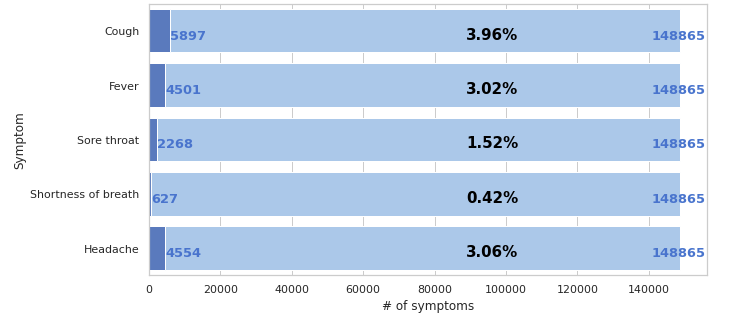 Cough 5897 3.96% 148865
Fever 4501 3.02% 148865
Sore throat 2268 1.52% 148865
Shortness of breath 627 0.42% 148865
Headache 4554 3.06% 148865
Symptom
0 20000 40000 60000 80000 100000 120000 140000
# of symptoms